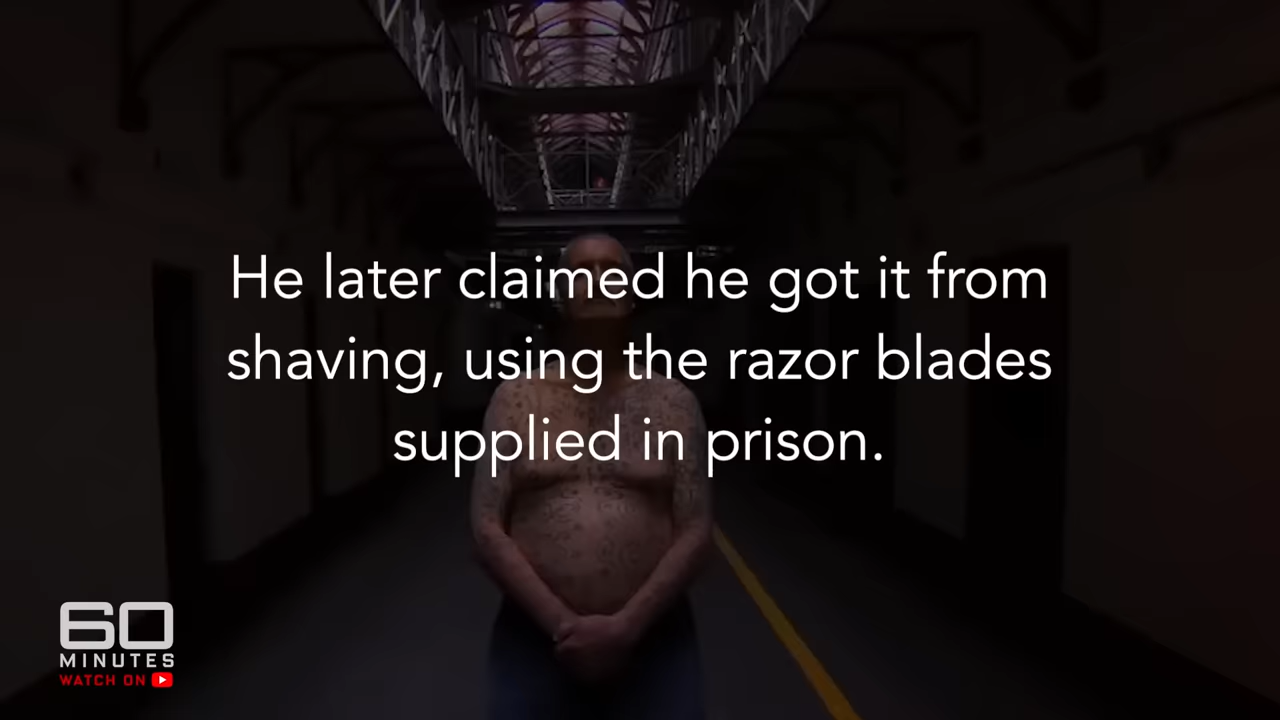 He later claimed he got it from
shaving, using the razor blades
supplied in prison.
60
MINUTES
WATCH ON